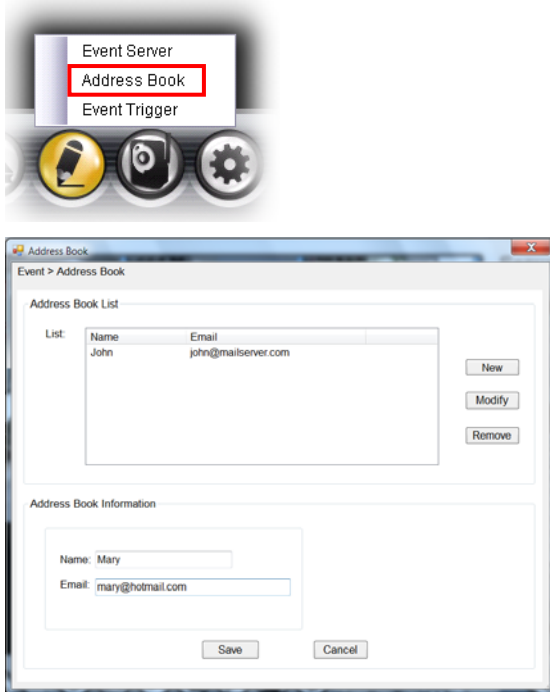 Event Server
Address Book
Event Trigger
Address Book
Event > Address Book
Address Book List
List:
Name Email
John john@mailserver.com
New
Modify
Remove
Address Book Information
Name: Mary
Email: mary@hotmail.com
Save Cancel